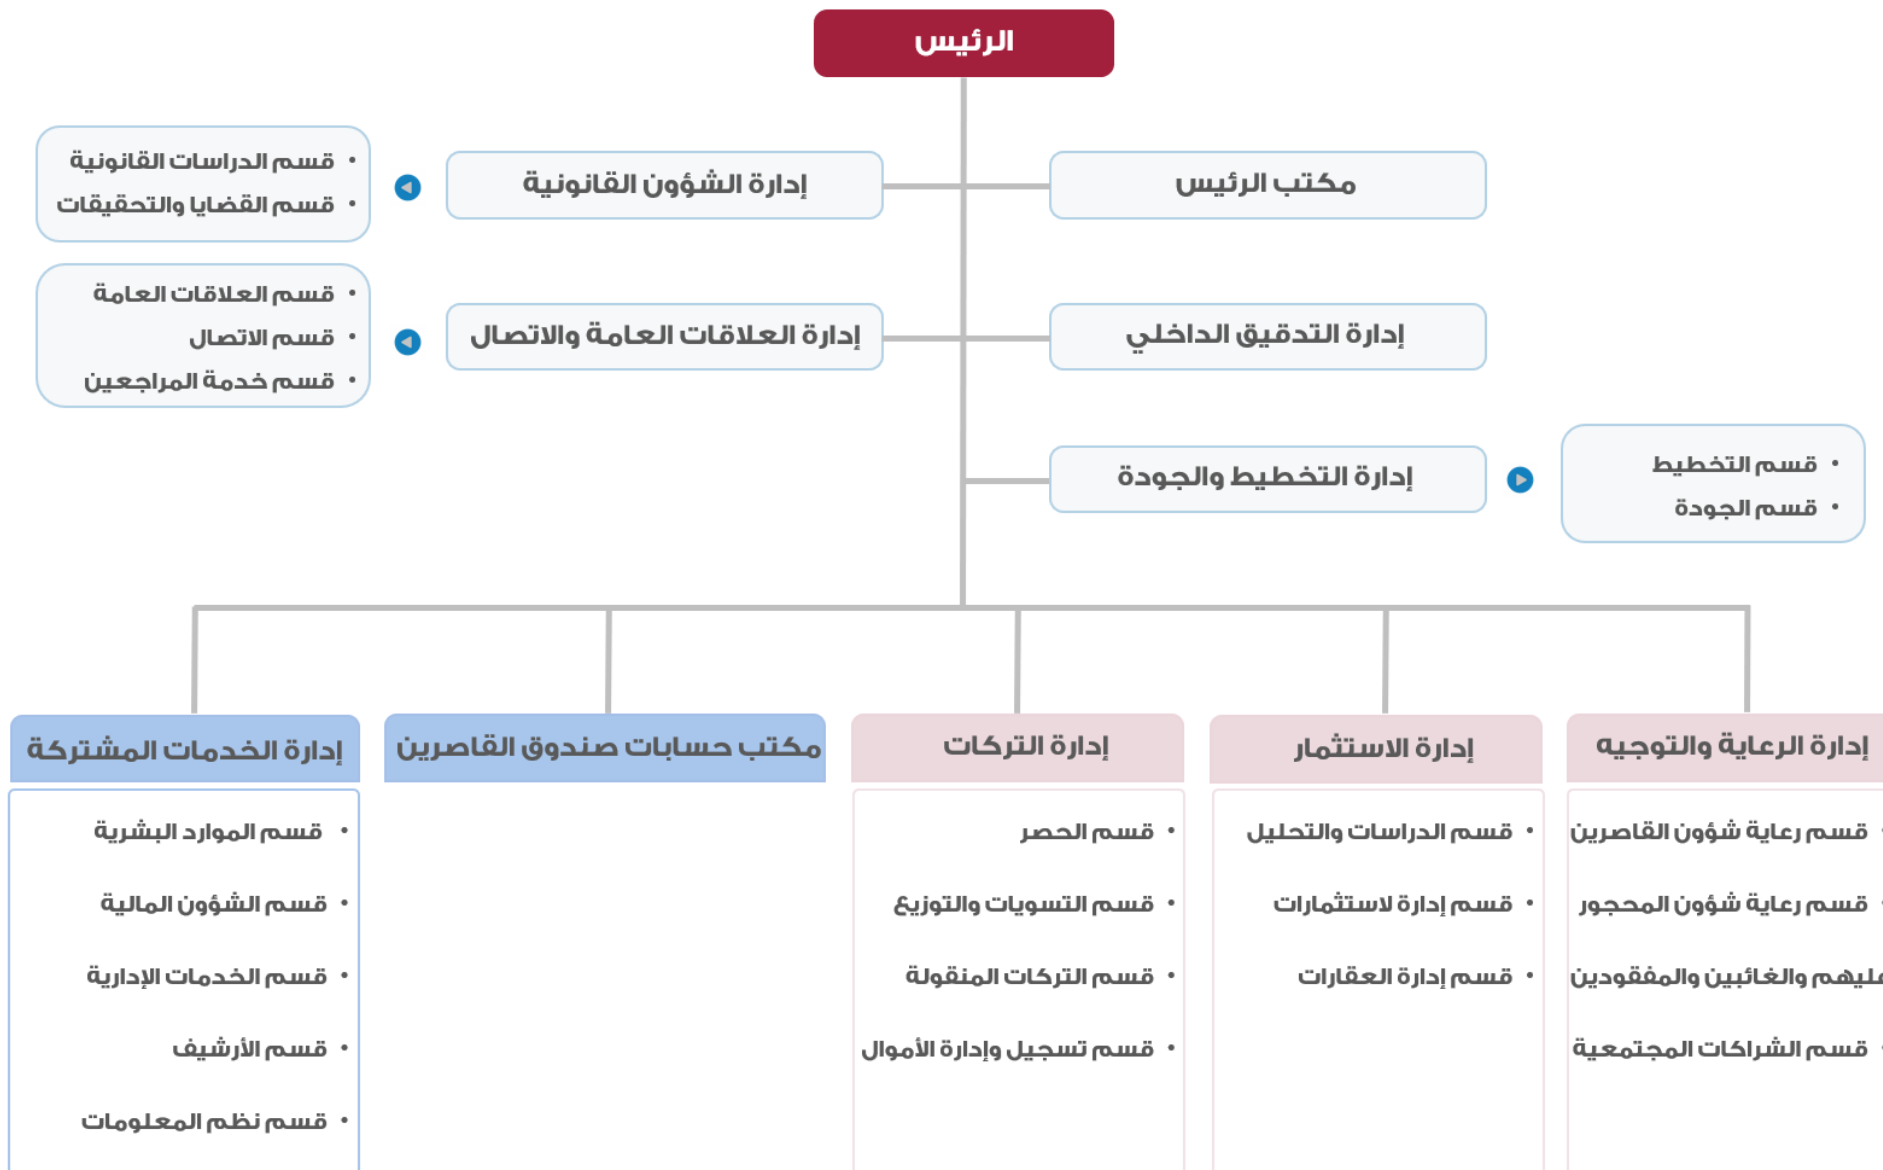 الرئيس
مكتب الرئيس
إدارة الشؤون القانونية
• قسم الدراسات القانونية
• قسم القضايا والتحقيقات
إدارة التدقيق الداخلي
إدارة العلاقات العامة والاتصال
• قسم العلاقات العامة
• قسم الاتصال
• قسم خدمة المراجعين
إدارة التخطيط والجودة
• قسم التخطيط
• قسم الجودة
إدارة الرعاية والتوجيه
• قسم رعاية شؤون القاصرين
• قسم رعاية شؤون المحجور
عليهم والغائبين والمفقودين
• قسم الشراكات المجتمعية
إدارة الاستثمار
• قسم الدراسات والتحليل
• قسم إدارة لاستثمارات
• قسم إدارة العقارات
إدارة التركات
• قسم الحصر
• قسم التسويات والتوزيع
• قسم التركات المنقولة
• قسم تسجيل وإدارة الأموال
مكتب حسابات صندوق القاصرين
إدارة الخدمات المشتركة
• قسم الموارد البشرية
• قسم الشؤون المالية
• قسم الخدمات الإدارية
• قسم الأرشيف
• قسم نظم المعلومات